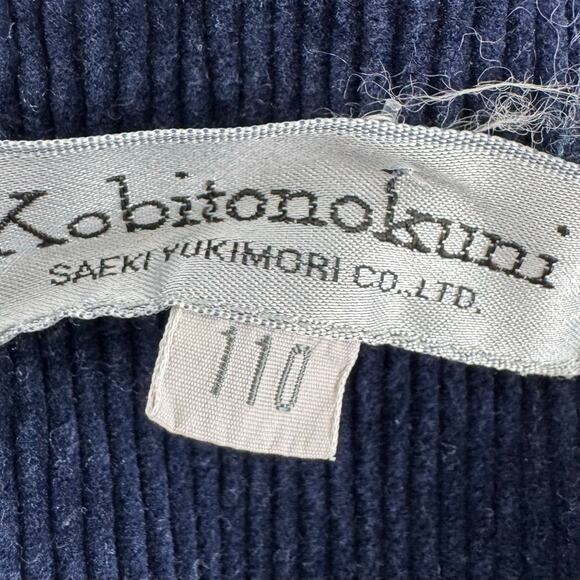 Kobitonokuni
SAEKI YUKIMORI CO.,LTD.
110